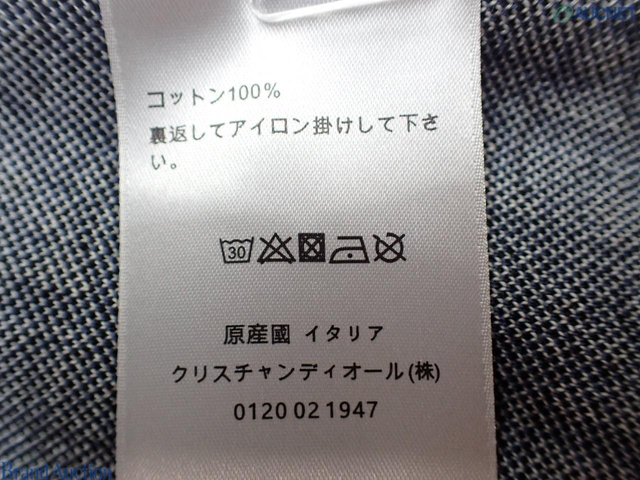 コットン100%
裏返してアイロン掛けして下さ
い。
30
原産國 イタリア
クリスチャンディオール(株)
0120 02 1947
Brand Auction